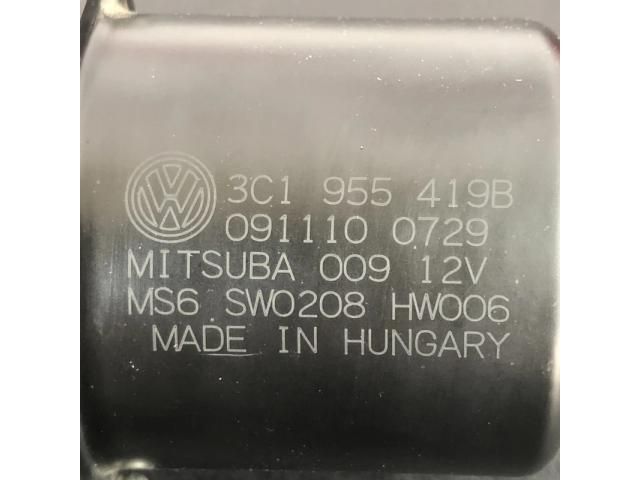 3C1 955 419B
091110 0729
MITSUBA 009 12V
MS6 SW0208 HW006
MADE IN HUNGARY